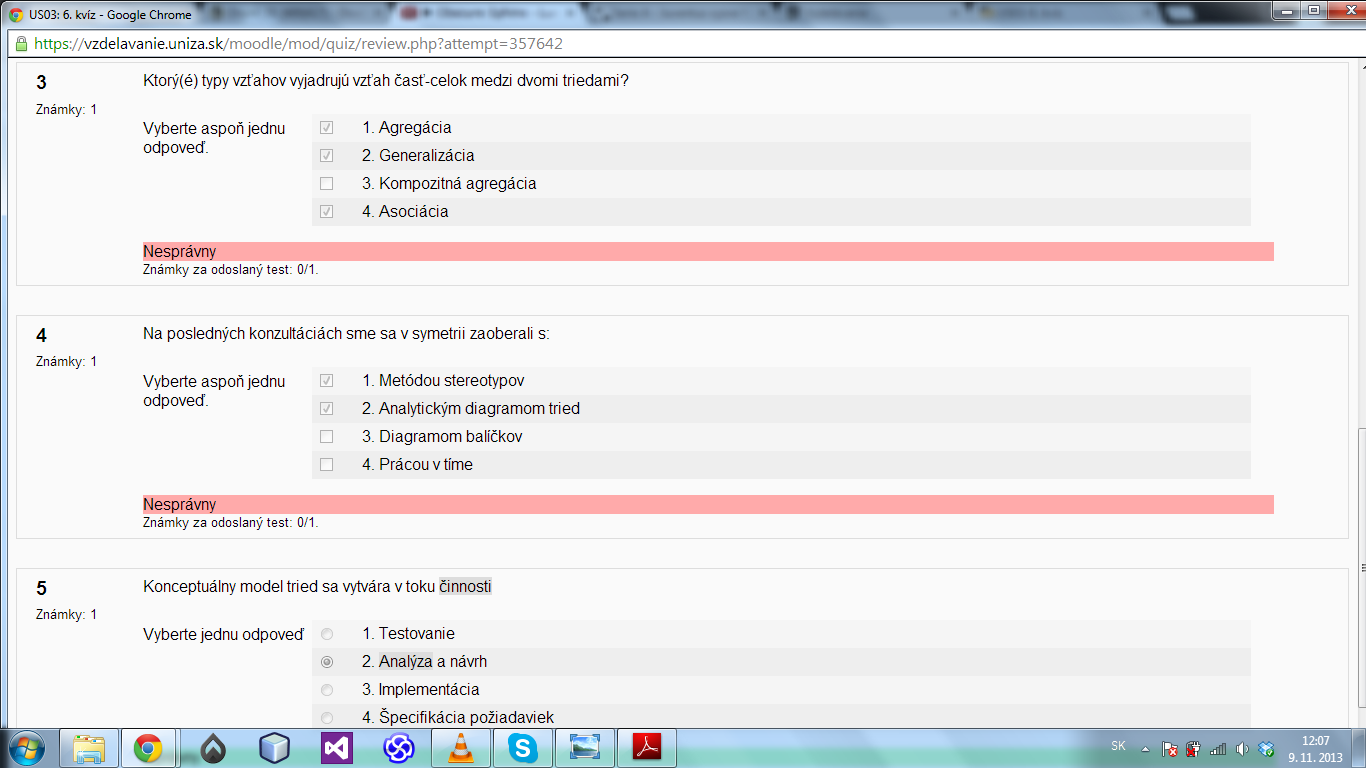 US03: 6. kvíz - Google Chrome
https://vzdelavanie.uniza.sk/moodle/mod/quiz/review.php?attempt=357642
3
Známky: 1
Ktorý(é) typy vzťahov vyjadrujú vzťah časť-celok medzi dvomi triedami?
Vyberte aspoň jednu
odpoveď.
1. Agregácia
2. Generalizácia
3. Kompozitná agregácia
4. Asociácia
Nesprávny
Známky za odoslaný test: 0/1.
4
Známky: 1
Na posledných konzultáciách sme sa v symetrii zaoberali s:
Vyberte aspoň jednu
odpoveď.
1. Metódou stereotypov
2. Analytickým diagramom tried
3. Diagramom balíčkov
4. Prácou v tíme
Nesprávny
Známky za odoslaný test: 0/1.
5
Známky: 1
Konceptuálny model tried sa vytvára v toku činnosti
Vyberte jednu odpoveď
1. Testovanie
2. Analýza a návrh
3. Implementácia
4. Špecifikácia požiadaviek
SK
12:07
9. 11. 2013